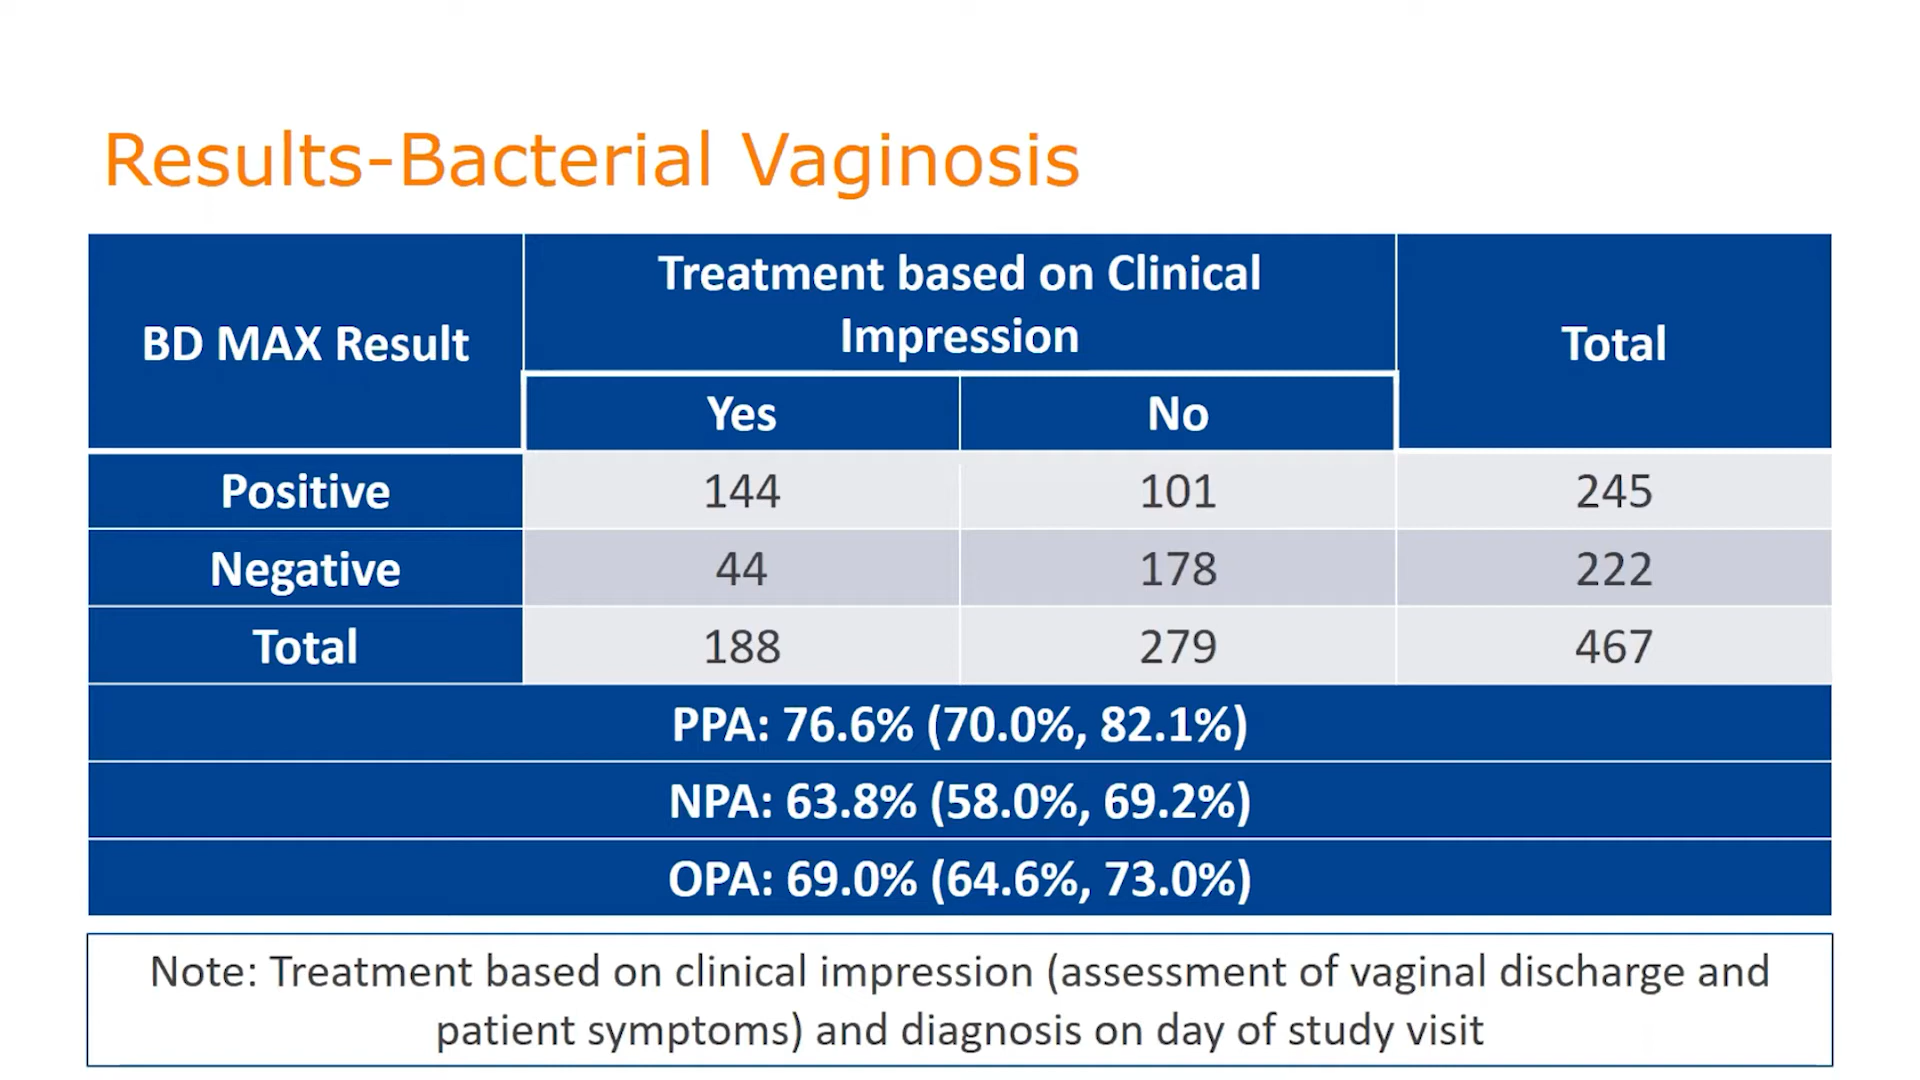 Results-Bacterial Vaginosis
BD MAX Result
Treatment based on Clinical
Impression
Total
Yes
No
Positive 144 101 245
Negative 44 178 222
Total 188 279 467
PPA: 76.6% (70.0%, 82.1%)
NPA: 63.8% (58.0%, 69.2%)
OPA: 69.0% (64.6%, 73.0%)
Note: Treatment based on clinical impression (assessment of vaginal discharge and
patient symptoms) and diagnosis on day of study visit